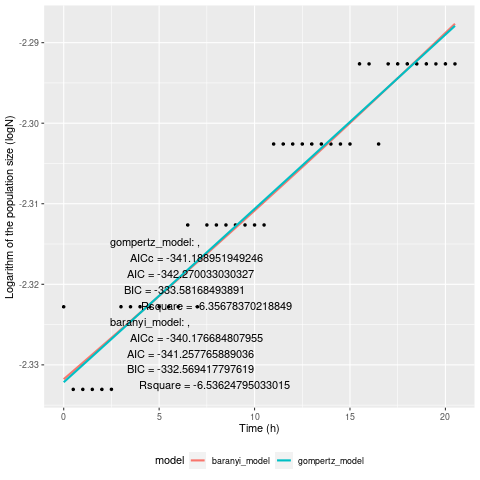 -2.29
-2.30
-2.31
-2.32
-2.33
Logarithm of the population size (logN)
gompertz_model: ,
AICc = -341.188951949246
AIC = -342.270033030327
BIC = -333.58168493891
Rsquare = -6.35678370218849
baranyi_model: ,
AICc = -340.176684807955
AIC = -341.257765889036
BIC = -332.569417797619
Rsquare = -6.53624795033015
0 5 10 15 20
Time (h)
model baranyi_model gompertz_model